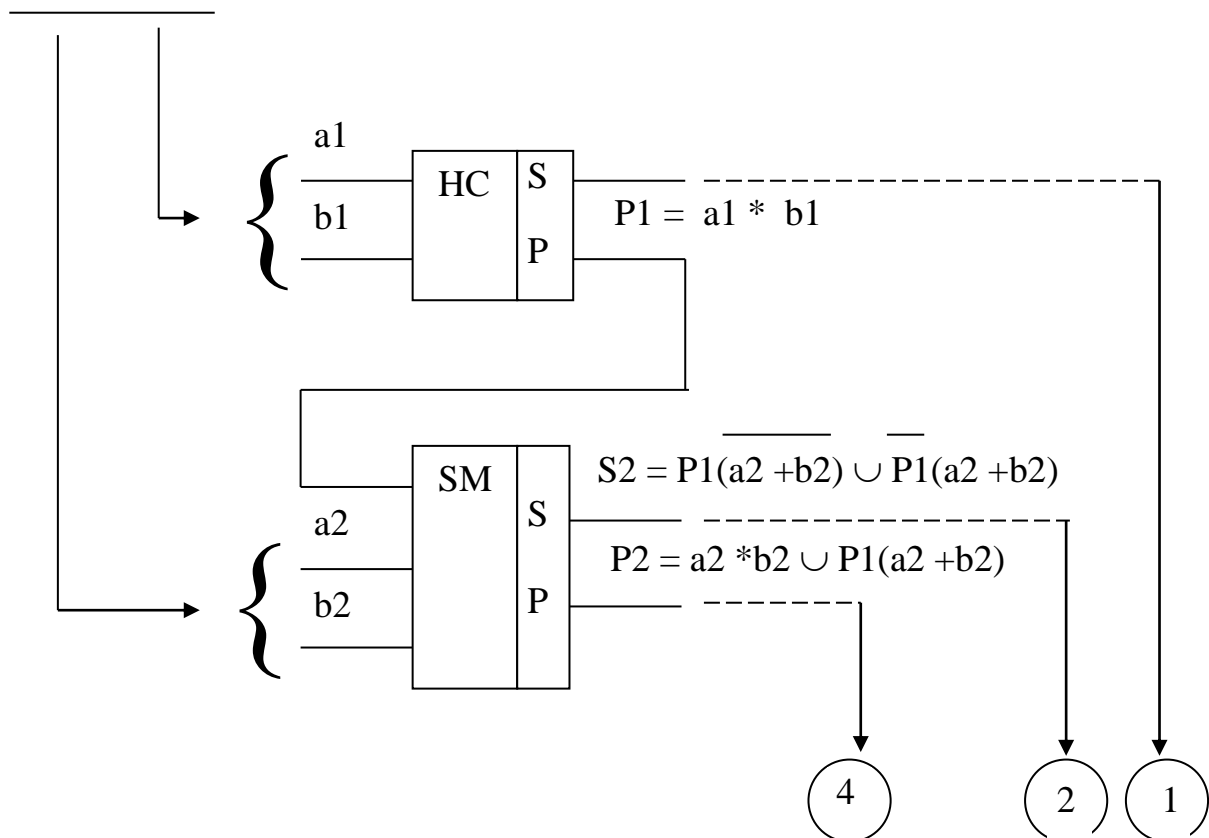 a1
HC S
b1
P1 = a1 * b1
P
S2 = P1(a2 +b2) ∪ P1(a2 +b2)
SM
a2
S
P2 = a2 *b2 ∪ P1(a2 +b2)
b2
P
4
2
1